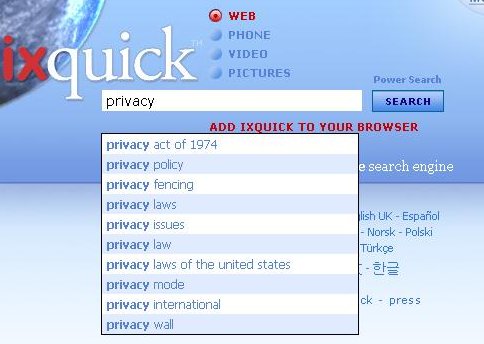 ixquick™
WEB
PHONE
VIDEO
PICTURES
Power Search
privacy
SEARCH
ADD IXQUICK TO YOUR BROWSER
privacy act of 1974
privacy policy
privacy fencing
privacy laws
privacy issues
privacy law
privacy laws of the united states
privacy mode
privacy international
privacy wall
search engine
UK - Español
- Norsk - Polski
Türkçe
- 한글
- press